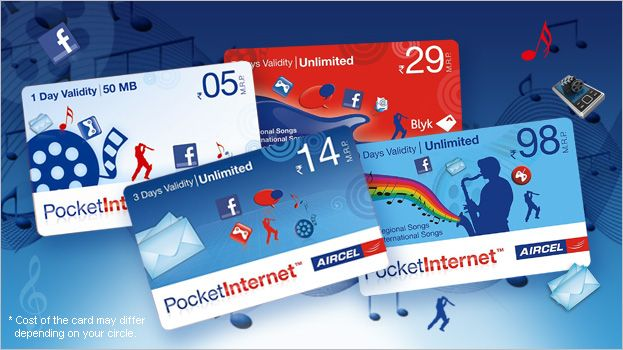 1 Day Validity | 50 MB
₹05
M.R.P.
PocketInter
Days Validity | Unlimited
₹29
M.R.P.
Regional Songs
International Songs
Blyk
3 Days Validity | Unlimited
₹14
M.R.P.
PocketInternet™
AIRCEL
Days Validity | Unlimited
₹98
M.R.P.
Regional Songs
International Songs
PocketInternet™
AIRCEL
* Cost of the card may differ
depending on your circle.